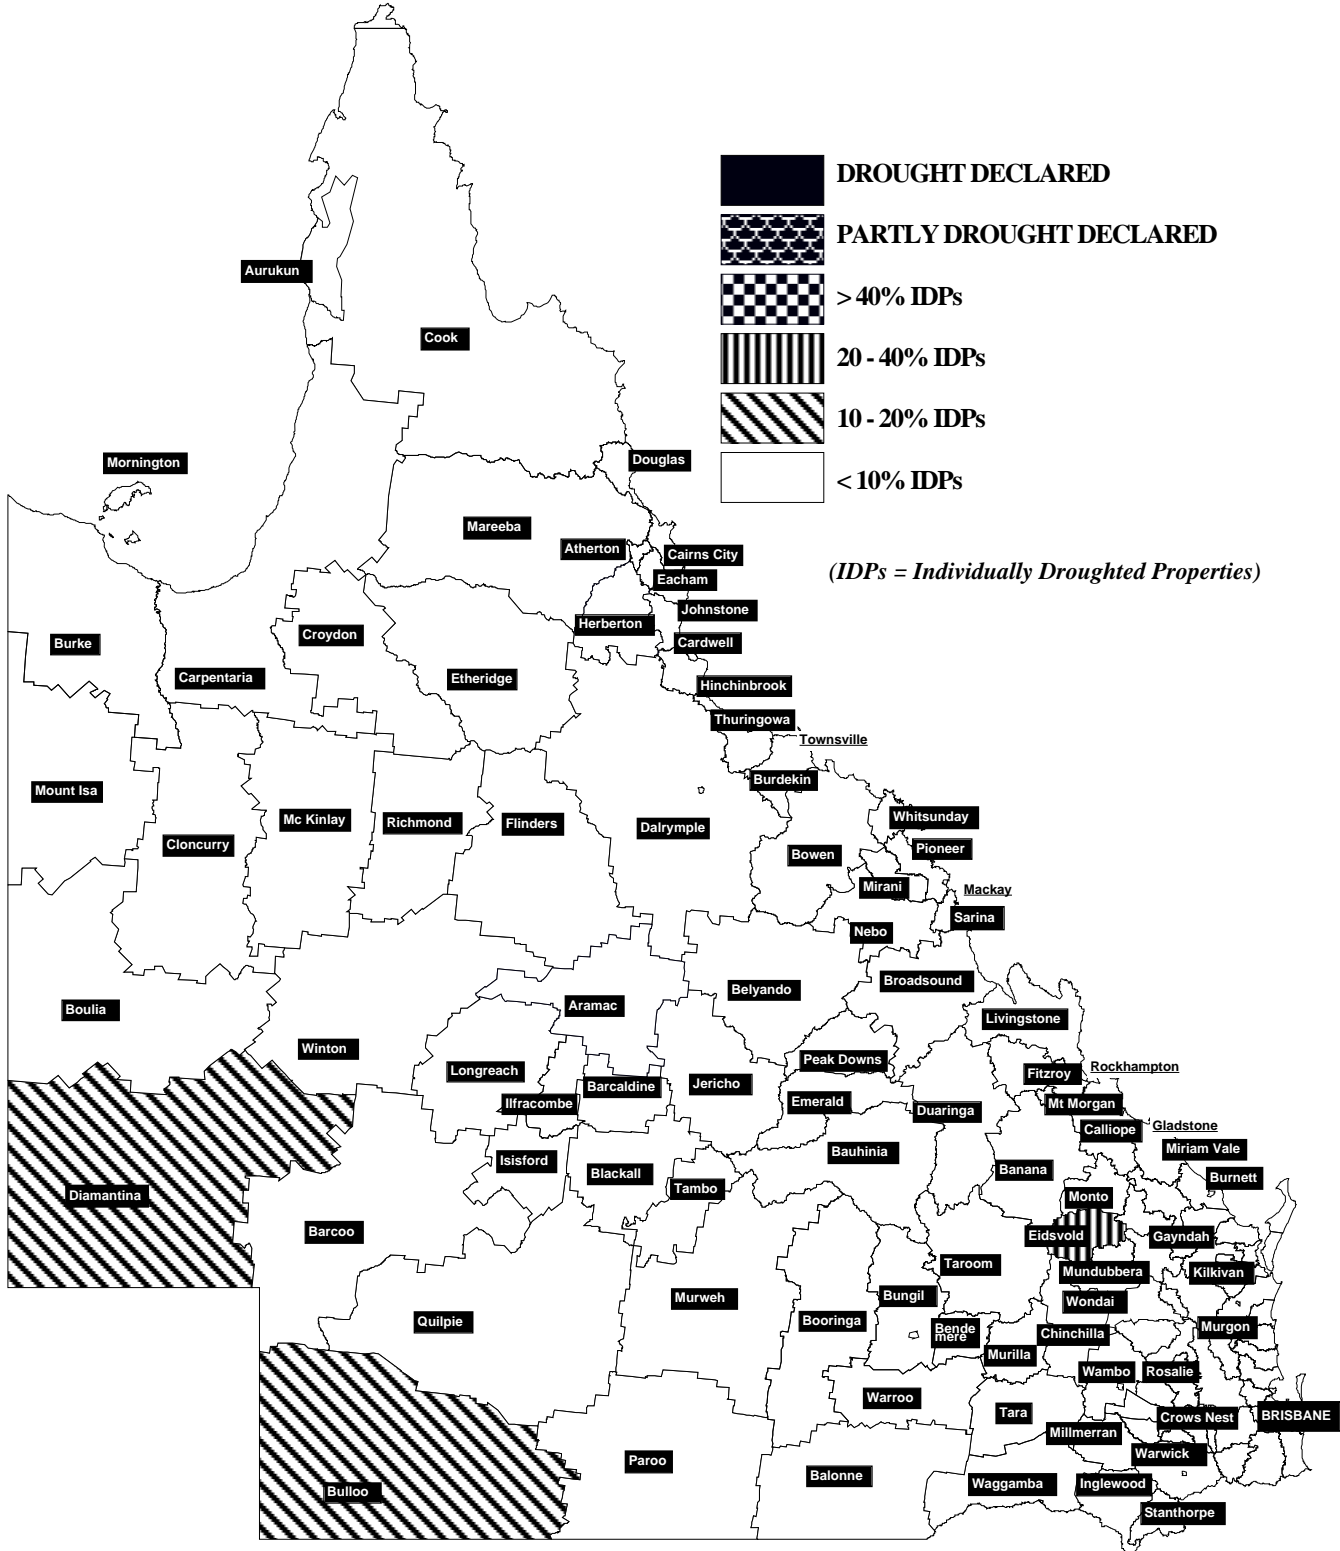 DROUGHT DECLARED
PARTLY DROUGHT DECLARED
> 40% IDPs
20 - 40% IDPs
10 - 20% IDPs
< 10% IDPs
(IDPs = Individually Droughted Properties)
Aurukun
Cook
Mornington
Douglas
Mareeba
Atherton
Cairns City
Eacham
Johnstone
Herberton
Cardwell
Burke
Croydon
Carpentaria
Etheridge
Hinchinbrook
Thuringowa
Townsville
Burdekin
Mount Isa
Mc Kinlay
Richmond
Flinders
Dalrymple
Whitsunday
Cloncurry
Bowen
Pioneer
Mirani
Mackay
Sarina
Nebo
Broadsound
Belyando
Boulia
Aramac
Livingstone
Winton
Longreach
Peak Downs
Rockhampton
Fitzroy
Barcaldine
Jericho
Ilfracombe
Emerald
Duaringa
Mt Morgan
Gladstone
Calliope
Miriam Vale
Bauhinia
Isisford
Blackall
Banana
Burnett
Tambo
Monto
Diamantina
Barcoo
Eidsvold
Gayndah
Taroom
Mundubbera
Kilkivan
Murweh
Bungil
Wondai
Quilpie
Booringa
Bende
mere
Chinchilla
Murgon
Murilla
Wambo
Rosalie
Warroo
Tara
Crows Nest
BRISBANE
Millmerran
Warwick
Paroo
Balonne
Waggamba
Inglewood
Bulloo
Stanthorpe